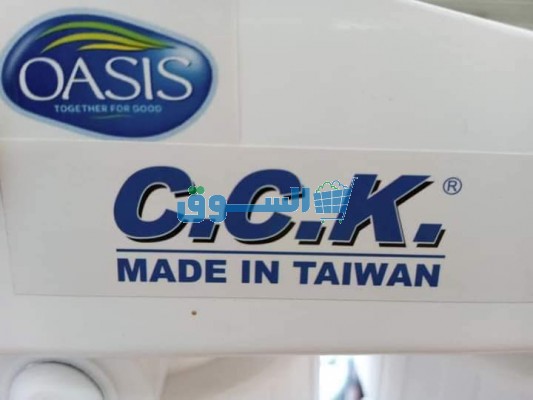 OASIS
TOGETHER FOR GOOD
C.C.K.®
السوق
MADE IN TAIWAN